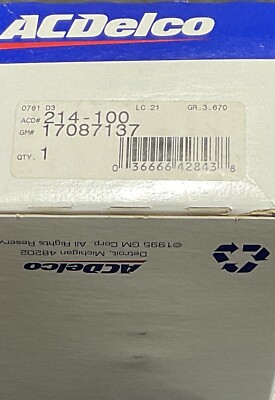 ACDelco
0761 D3 LC 21 GR.3.670
ACD# 214-100
GM# 17087137
QTY. 1
0 36666 42843 8
ACDelco
Detroit, Michigan 48202
©1995 GM Corp. All Rights Reserv